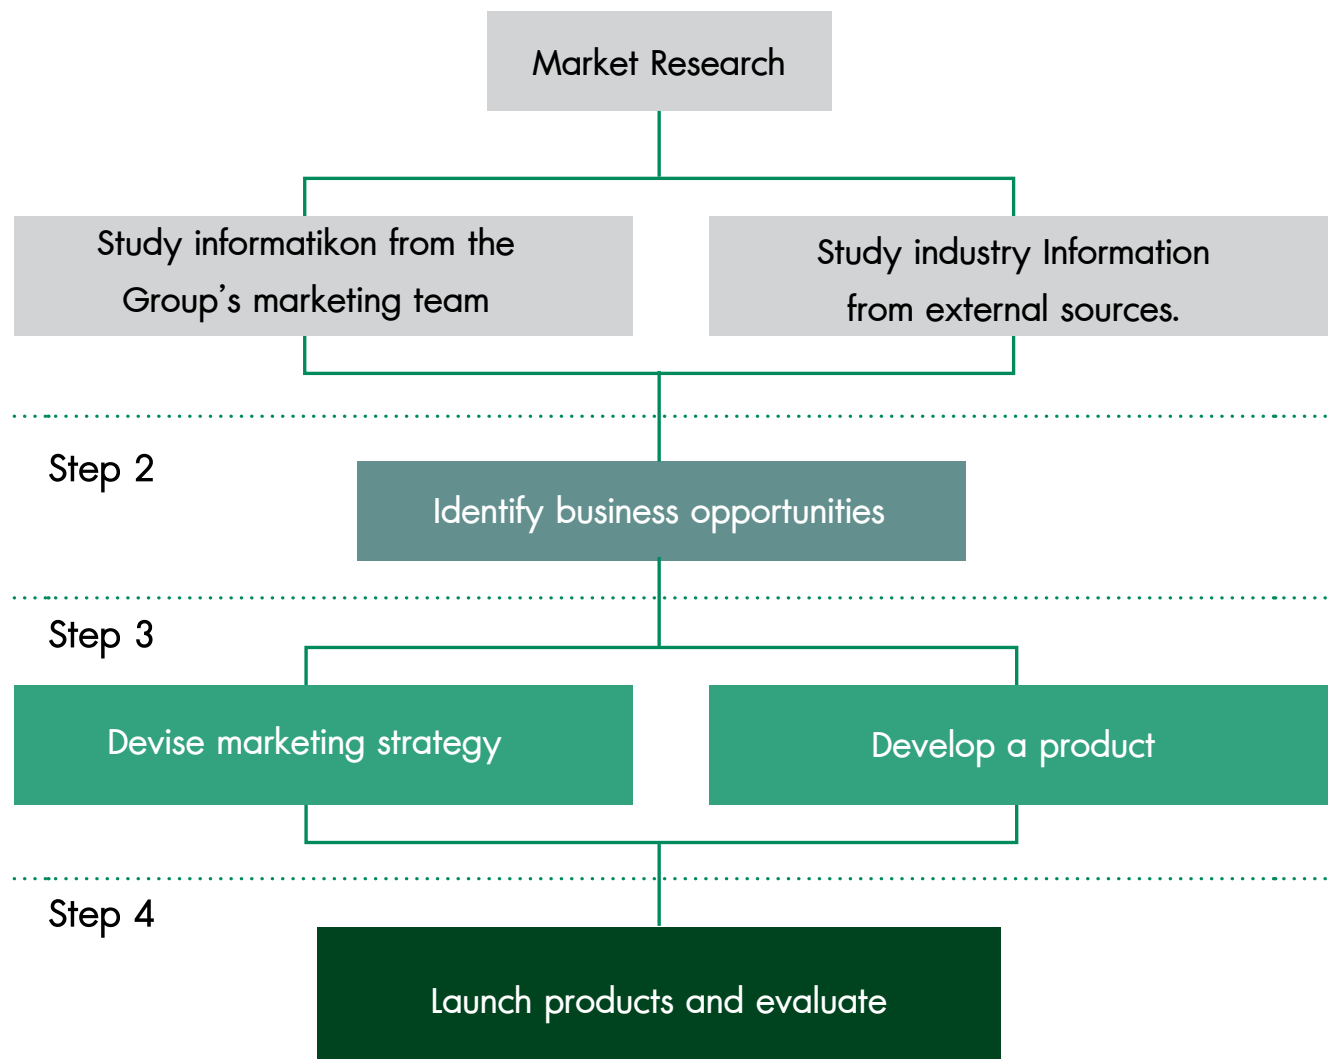 Market Research
Study informatikon from the
Group's marketing team
Study industry Information
from external sources.
Step 2
Identify business opportunities
Step 3
Devise marketing strategy
Develop a product
Step 4
Launch products and evaluate